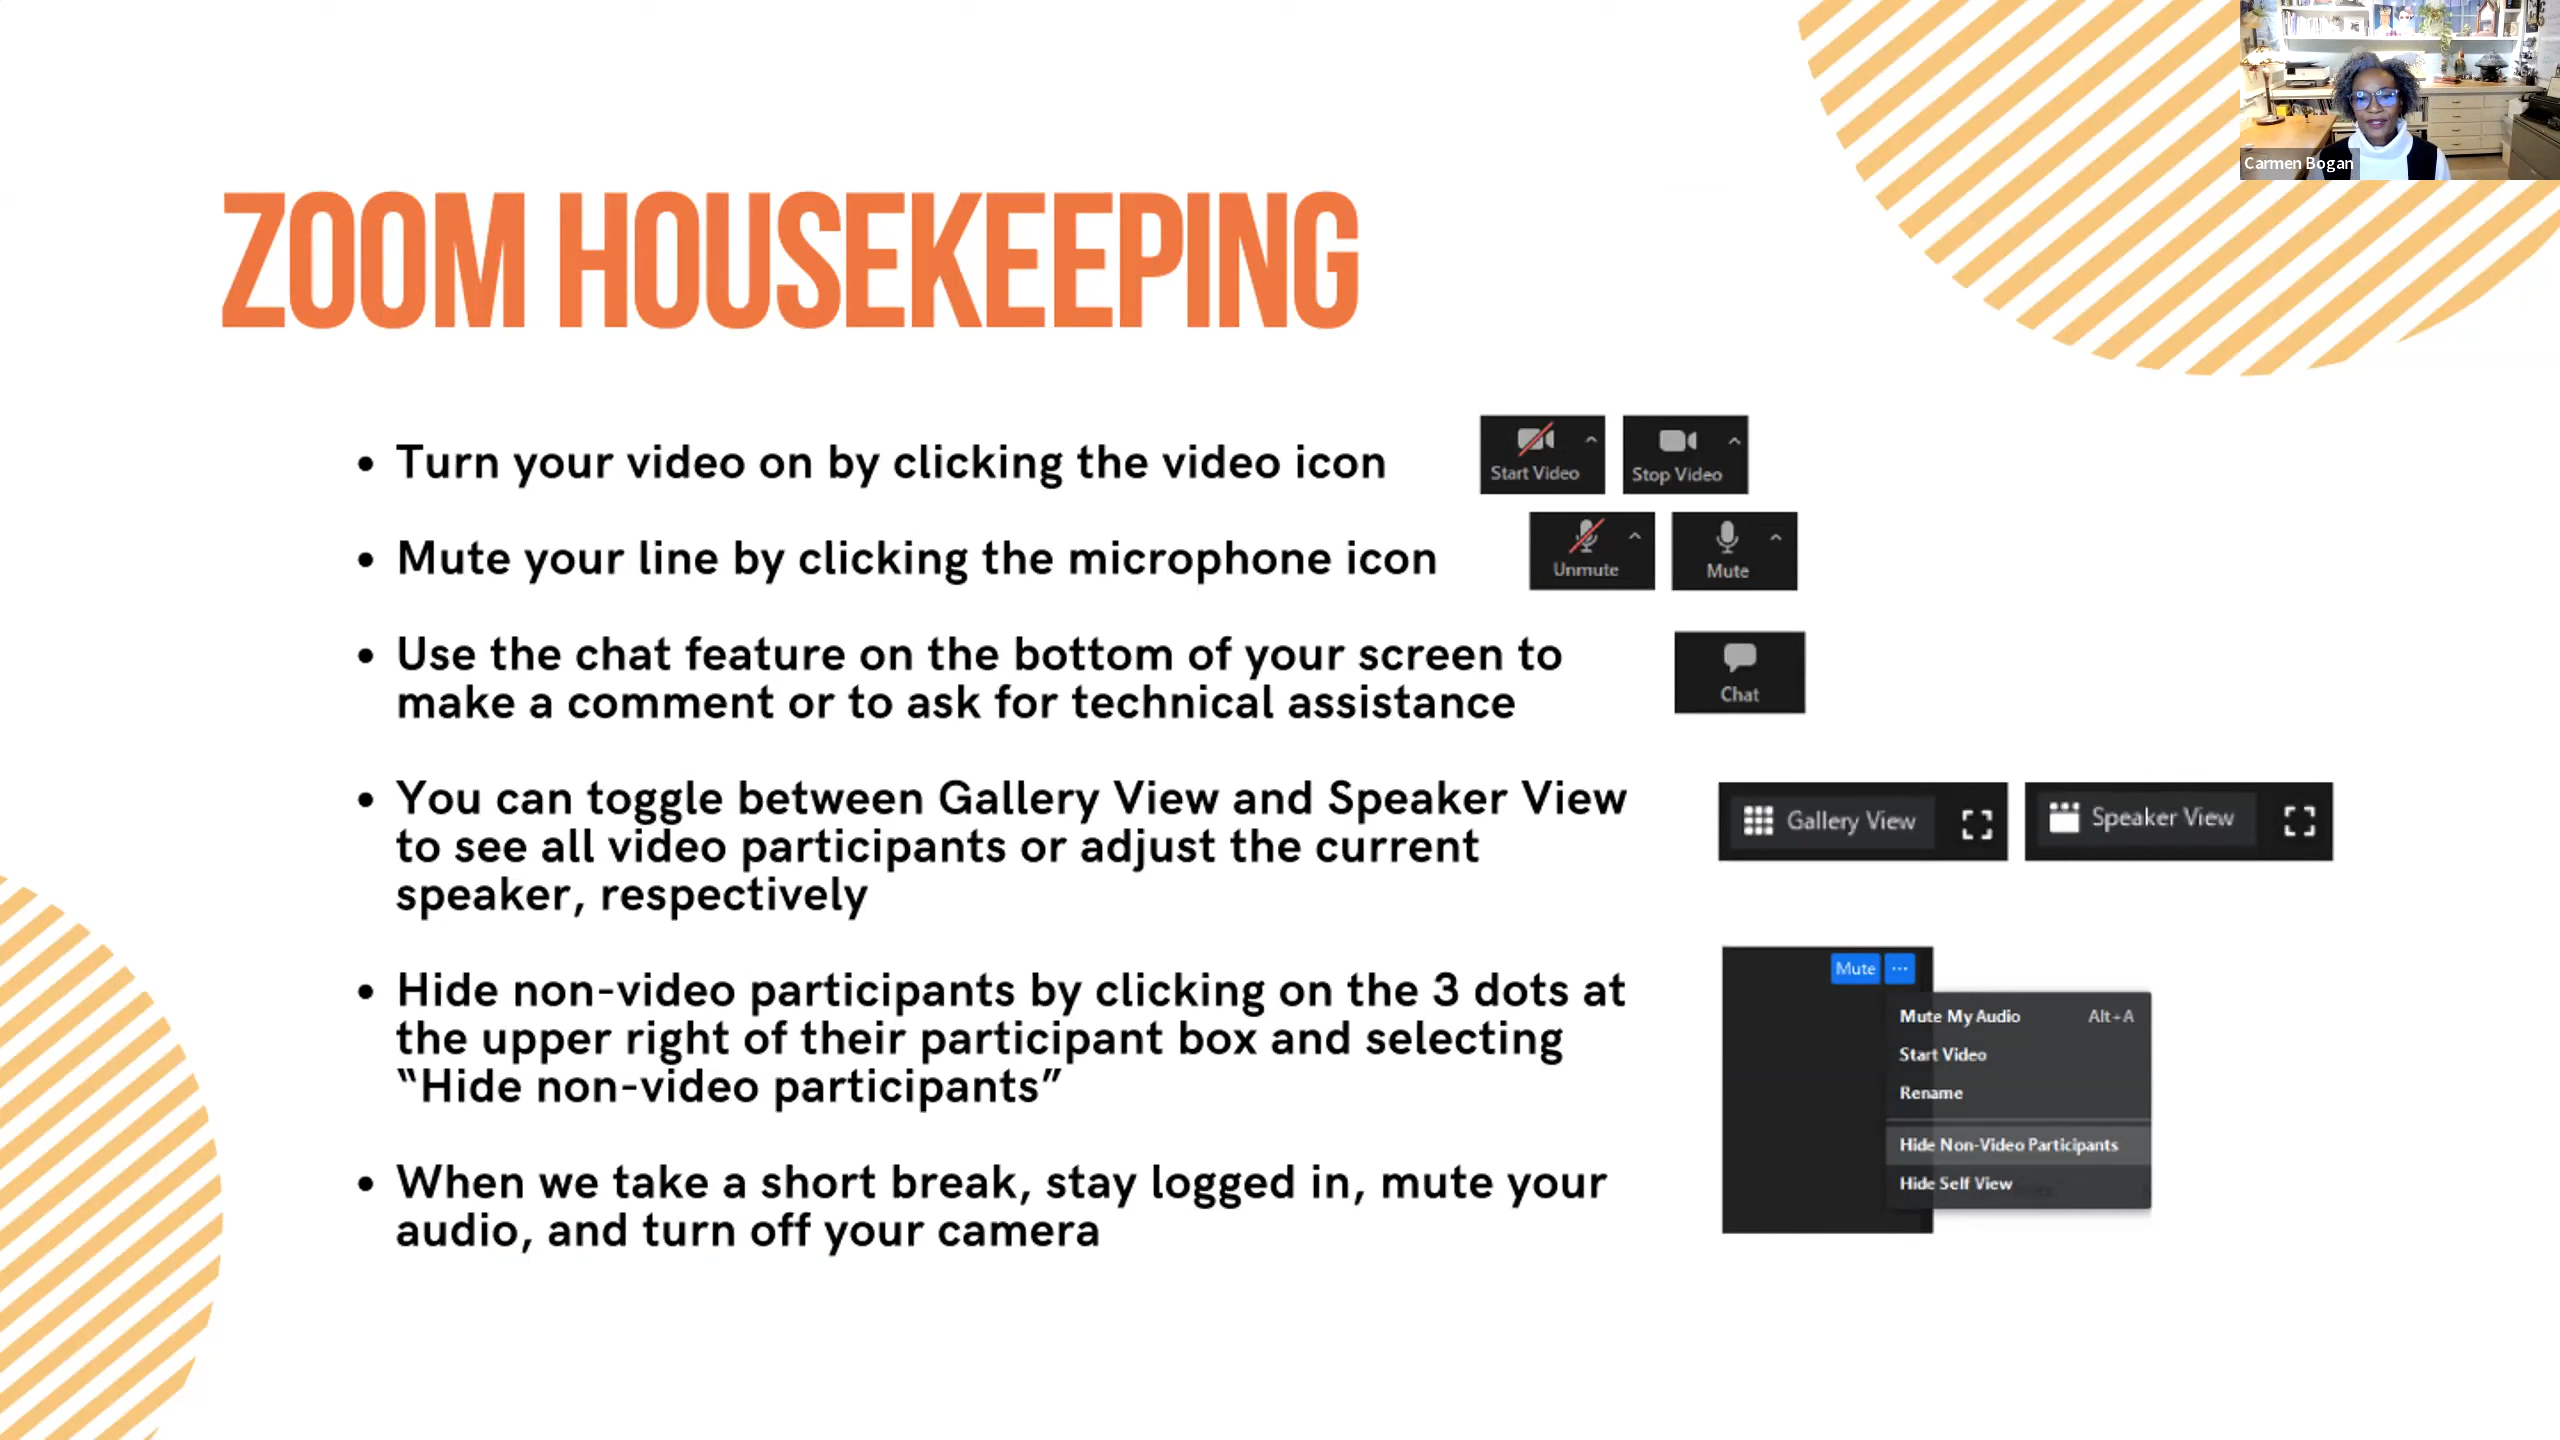 Carmen Bogan
ZOOM HOUSEKEEPING
• Turn your video on by clicking the video icon
Start Video
Stop Video
• Mute your line by clicking the microphone icon
Unmute
Mute
• Use the chat feature on the bottom of your screen to
make a comment or to ask for technical assistance
Chat
• You can toggle between Gallery View and Speaker View
to see all video participants or adjust the current
speaker, respectively
Gallery View
Speaker View
• Hide non-video participants by clicking on the 3 dots at
the upper right of their participant box and selecting
“Hide non-video participants”
Mute ...
Mute My Audio Alt+A
Start Video
Rename
Hide Non-Video Participants
Hide Self View
• When we take a short break, stay logged in, mute your
audio, and turn off your camera